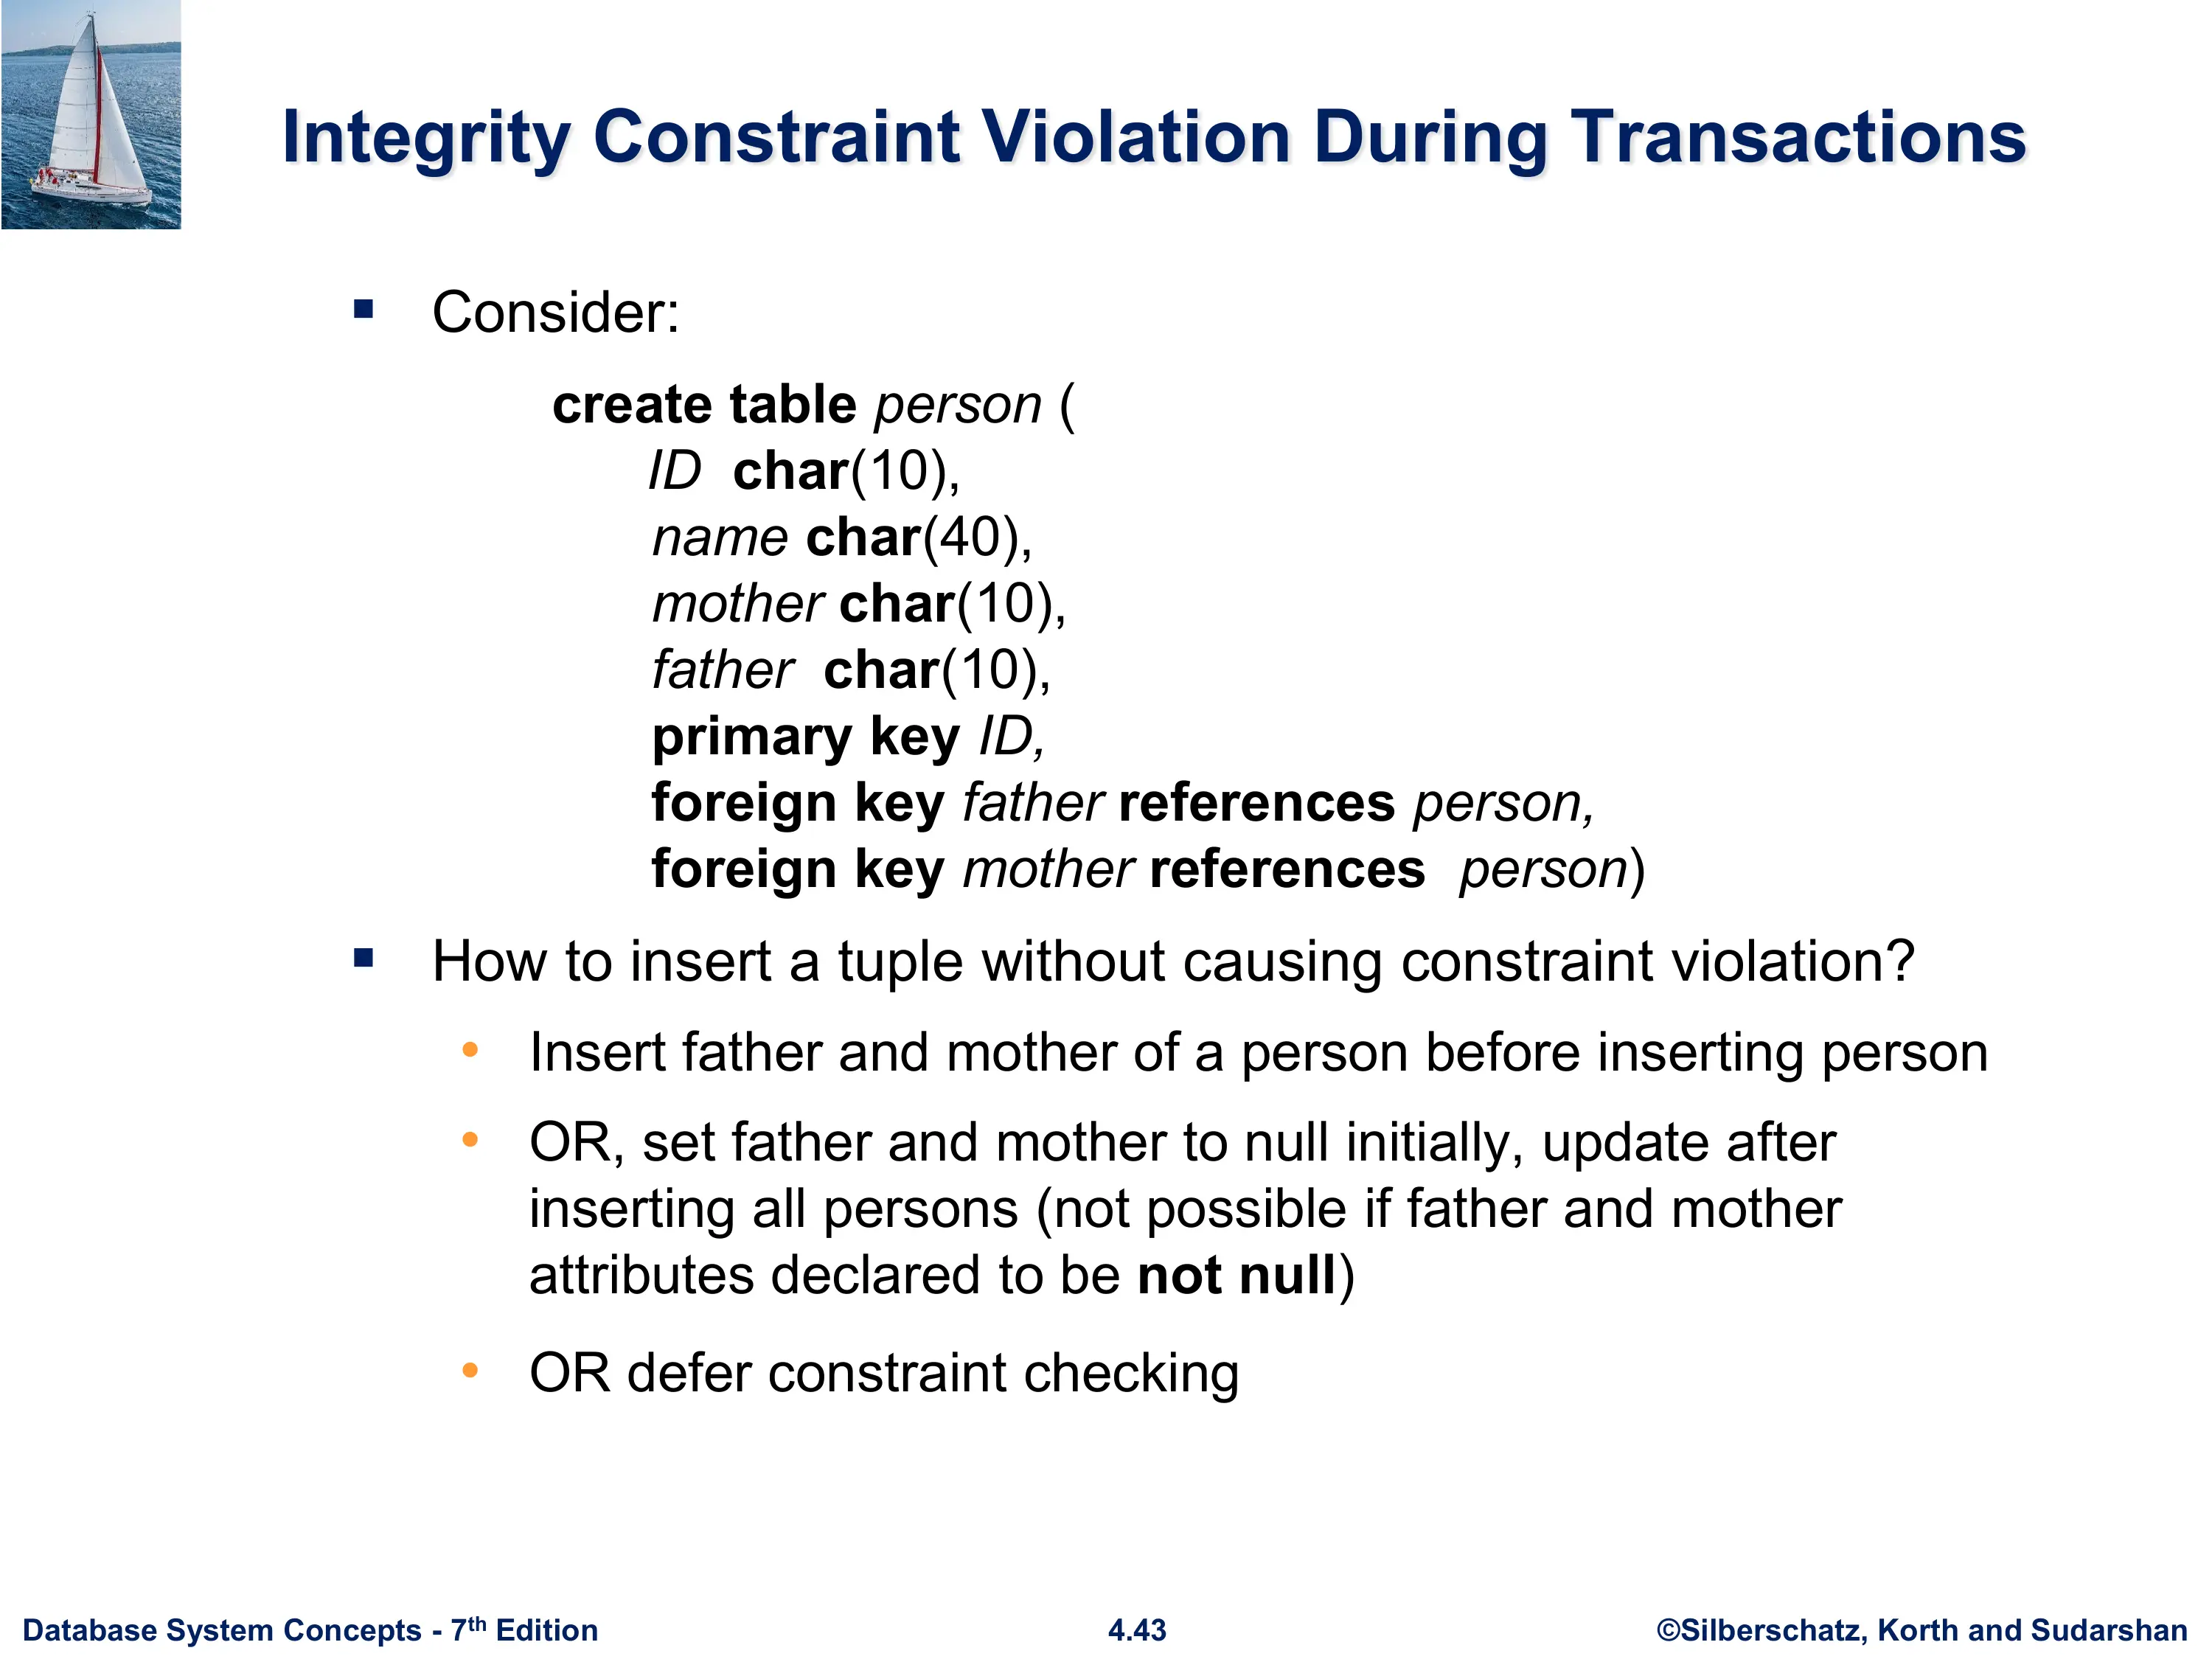 Integrity Constraint Violation During Transactions
▪ Consider:
create table person (
ID char(10),
name char(40),
mother char(10),
father char(10),
primary key ID,
foreign key father references person,
foreign key mother references person)
▪ How to insert a tuple without causing constraint violation?
• Insert father and mother of a person before inserting person
• OR, set father and mother to null initially, update after
inserting all persons (not possible if father and mother
attributes declared to be not null)
• OR defer constraint checking
Database System Concepts - 7th Edition
4.43
©Silberschatz, Korth and Sudarshan